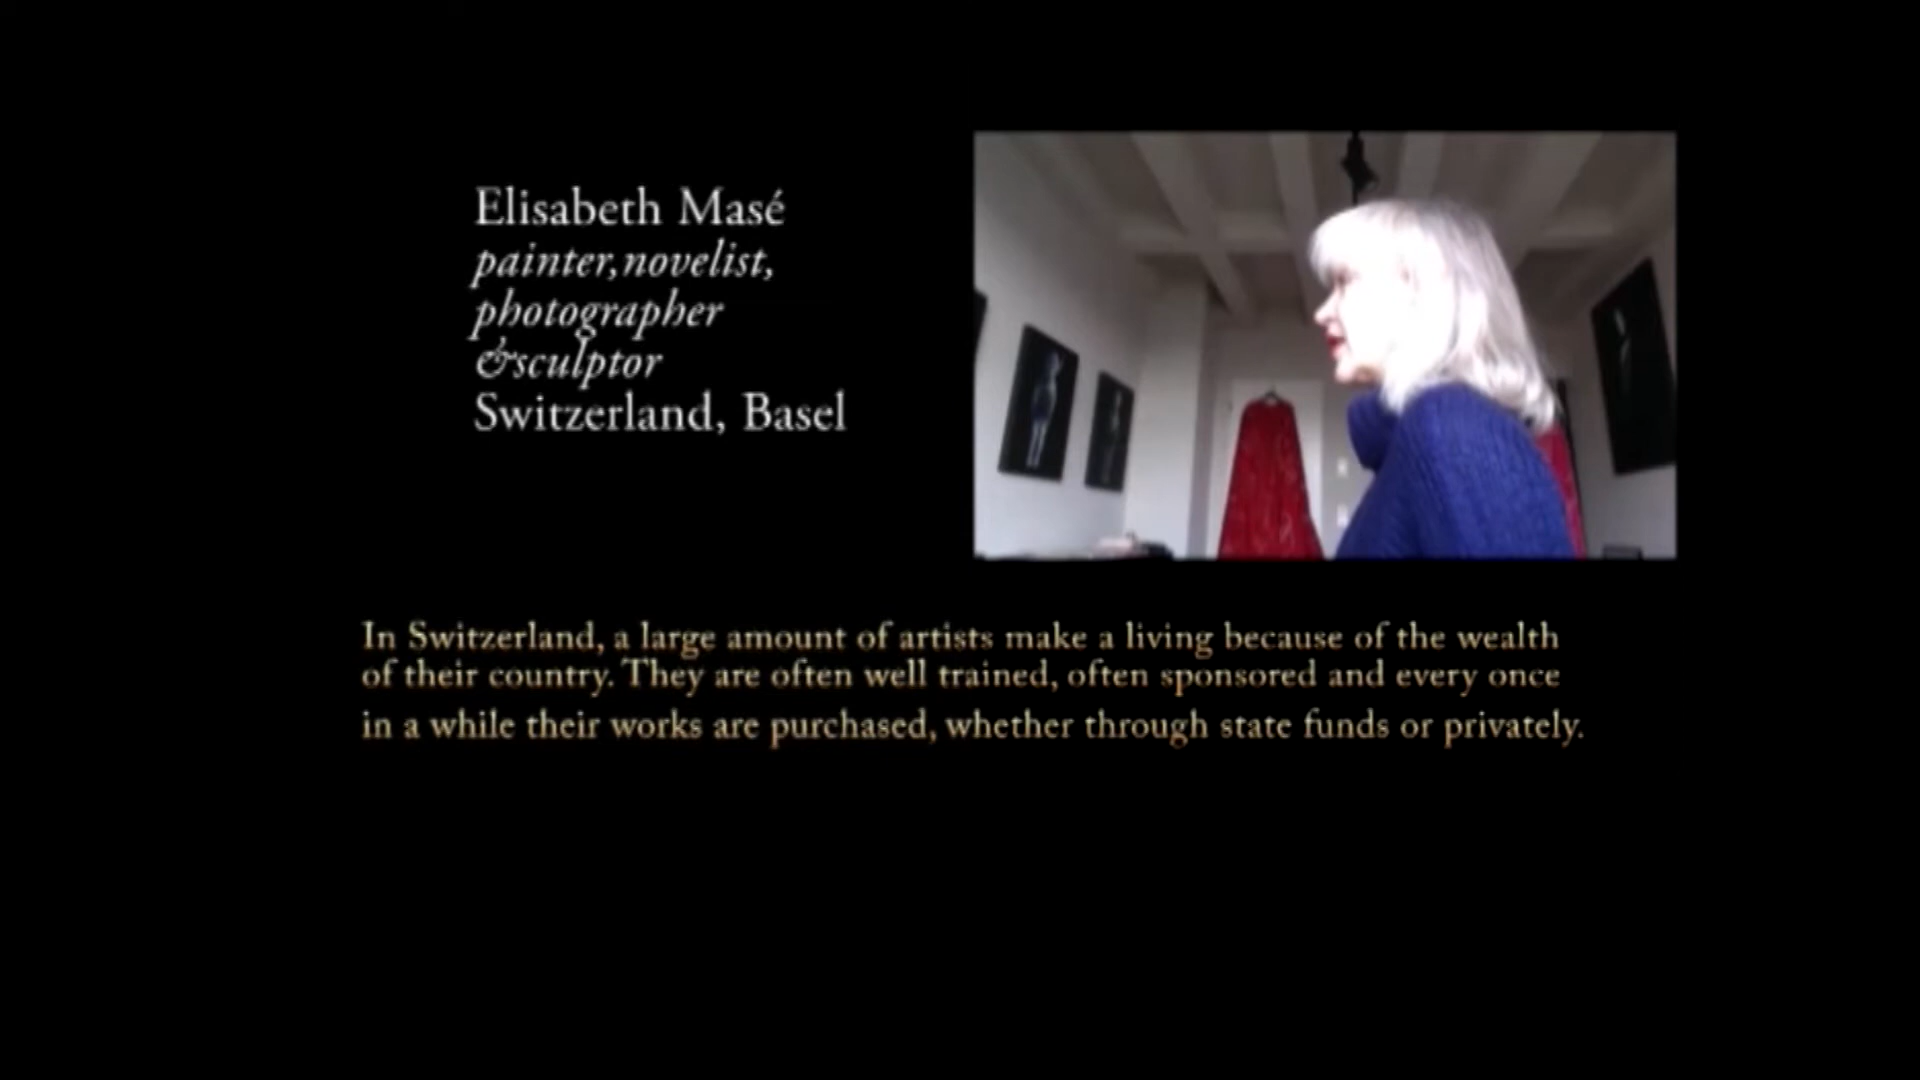 Elisabeth Masé
painter, novelist,
photographer
& sculptor
Switzerland, Basel
In Switzerland, a large amount of artists make a living because of the wealth
of their country. They are often well trained, often sponsored and every once
in a while their works are purchased, whether through state funds or privately.